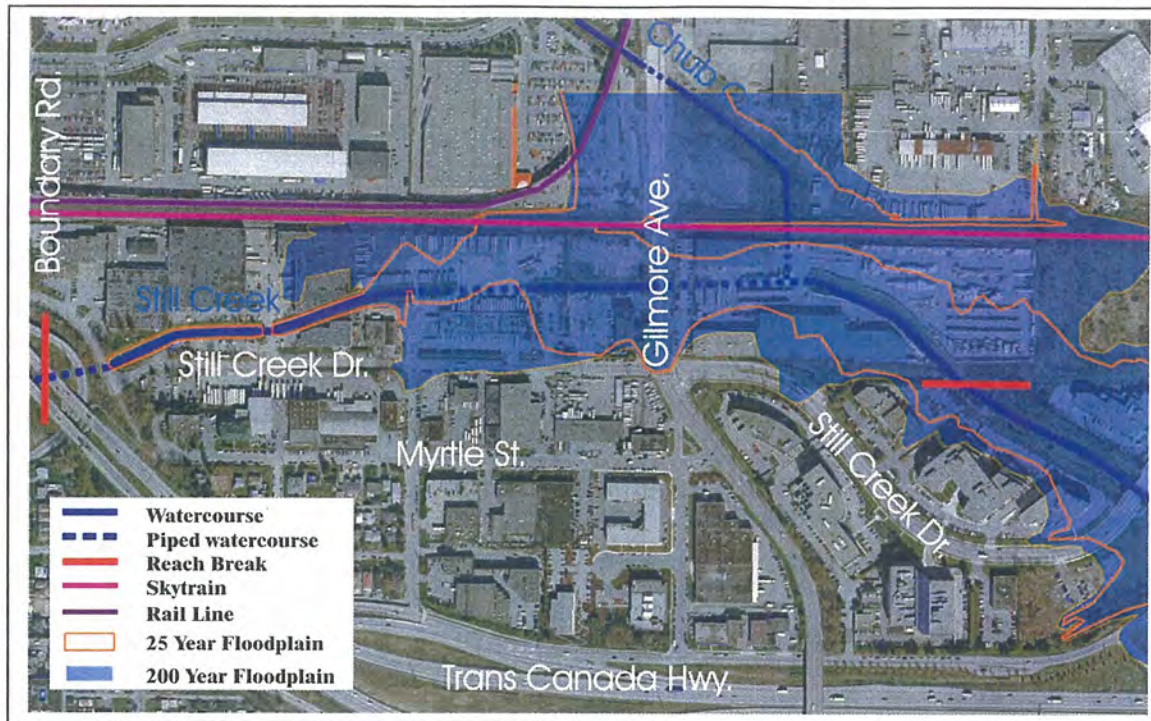 Chub C
Boundary Rd.
Gilmore Ave.
Still Creek
Still Creek Dr.
Myrtle St.
Still Creek Dr.
Trans Canada Hwy.
Watercourse
Piped watercourse
Reach Break
Skytrain
Rail Line
25 Year Floodplain
200 Year Floodplain